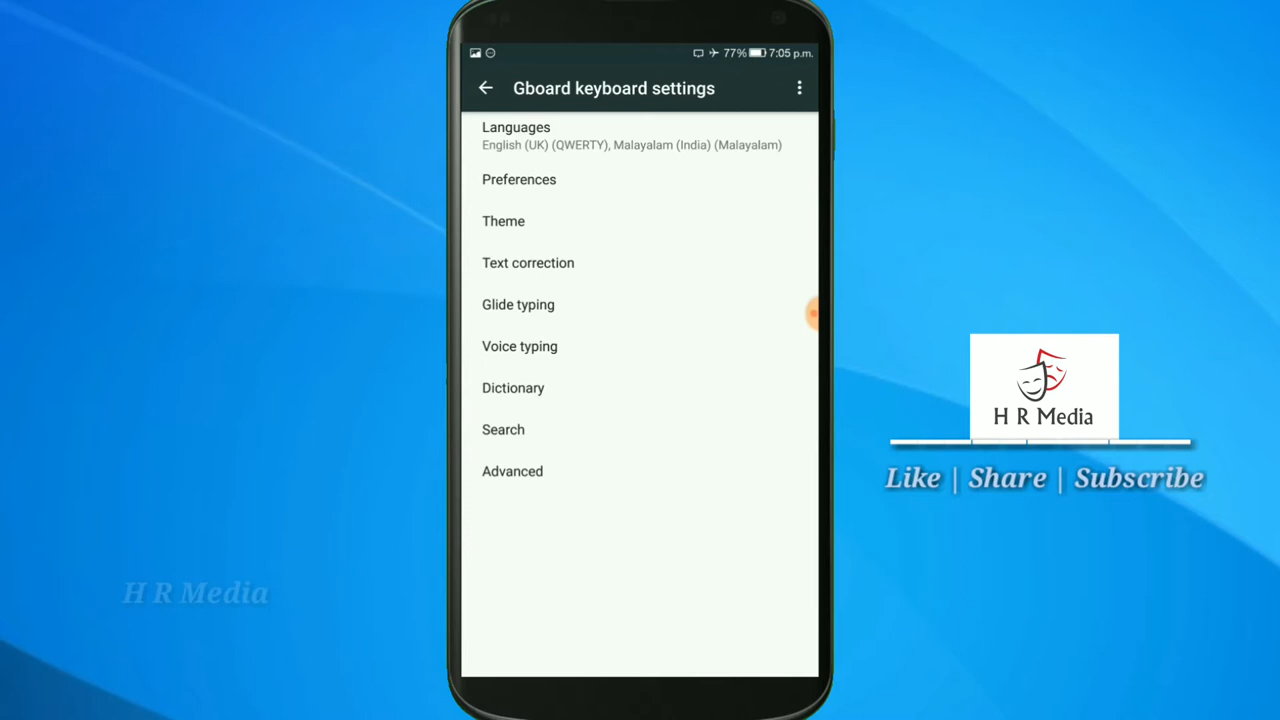 77% 7:05 p.m.
Gboard keyboard settings
Languages
English (UK) (QWERTY), Malayalam (India) (Malayalam)
Preferences
Theme
Text correction
Glide typing
Voice typing
Dictionary
Search
Advanced
H R Media
Like | Share | Subscribe
H R Media